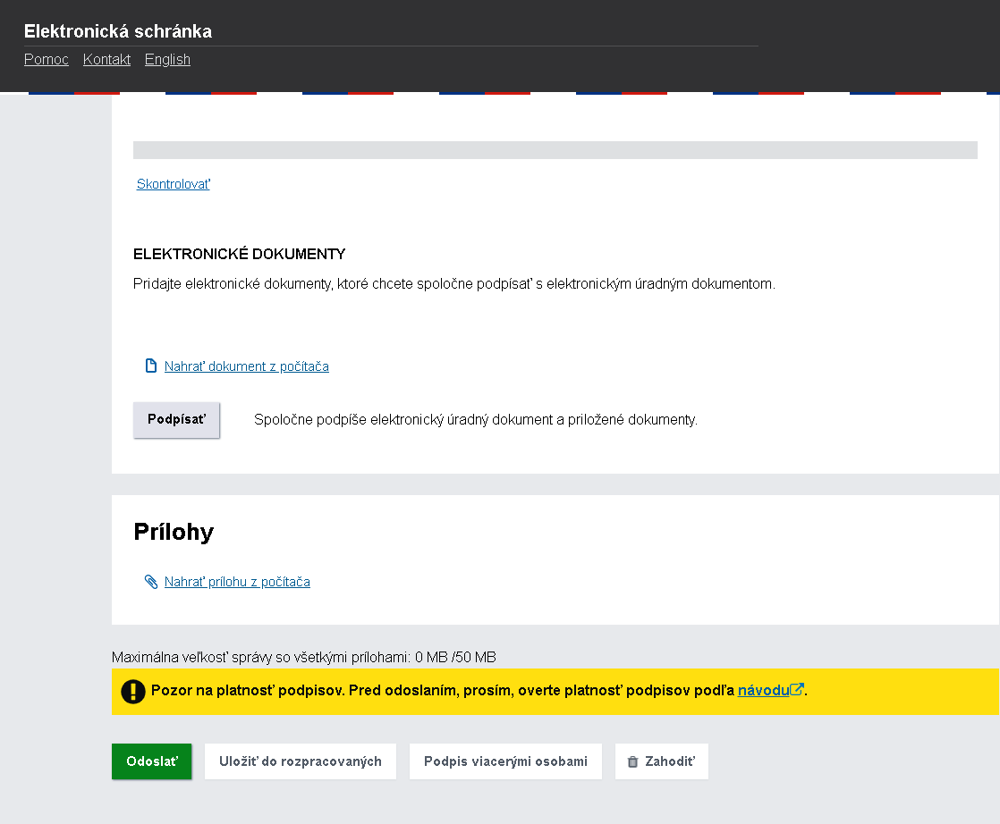 Elektronická schránka
Pomoc Kontakt English
Skontrolovať
ELEKTRONICKÉ DOKUMENTY
Pridajte elektronické dokumenty, ktoré chcete spoločne podpísať s elektronickým úradným dokumentom.
Nahrať dokument z počítača
Podpísať Spoločne podpíše elektronický úradný dokument a priložené dokumenty.
Prílohy
Nahrať prílohu z počítača
Maximálna veľkosť správy so všetkými prílohami: 0 MB /50 MB
Pozor na platnosť podpisov. Pred odoslaním, prosím, overte platnosť podpisov podľa návodu.
Odoslať Uložiť do rozpracovaných Podpis viacerými osobami Zahodiť